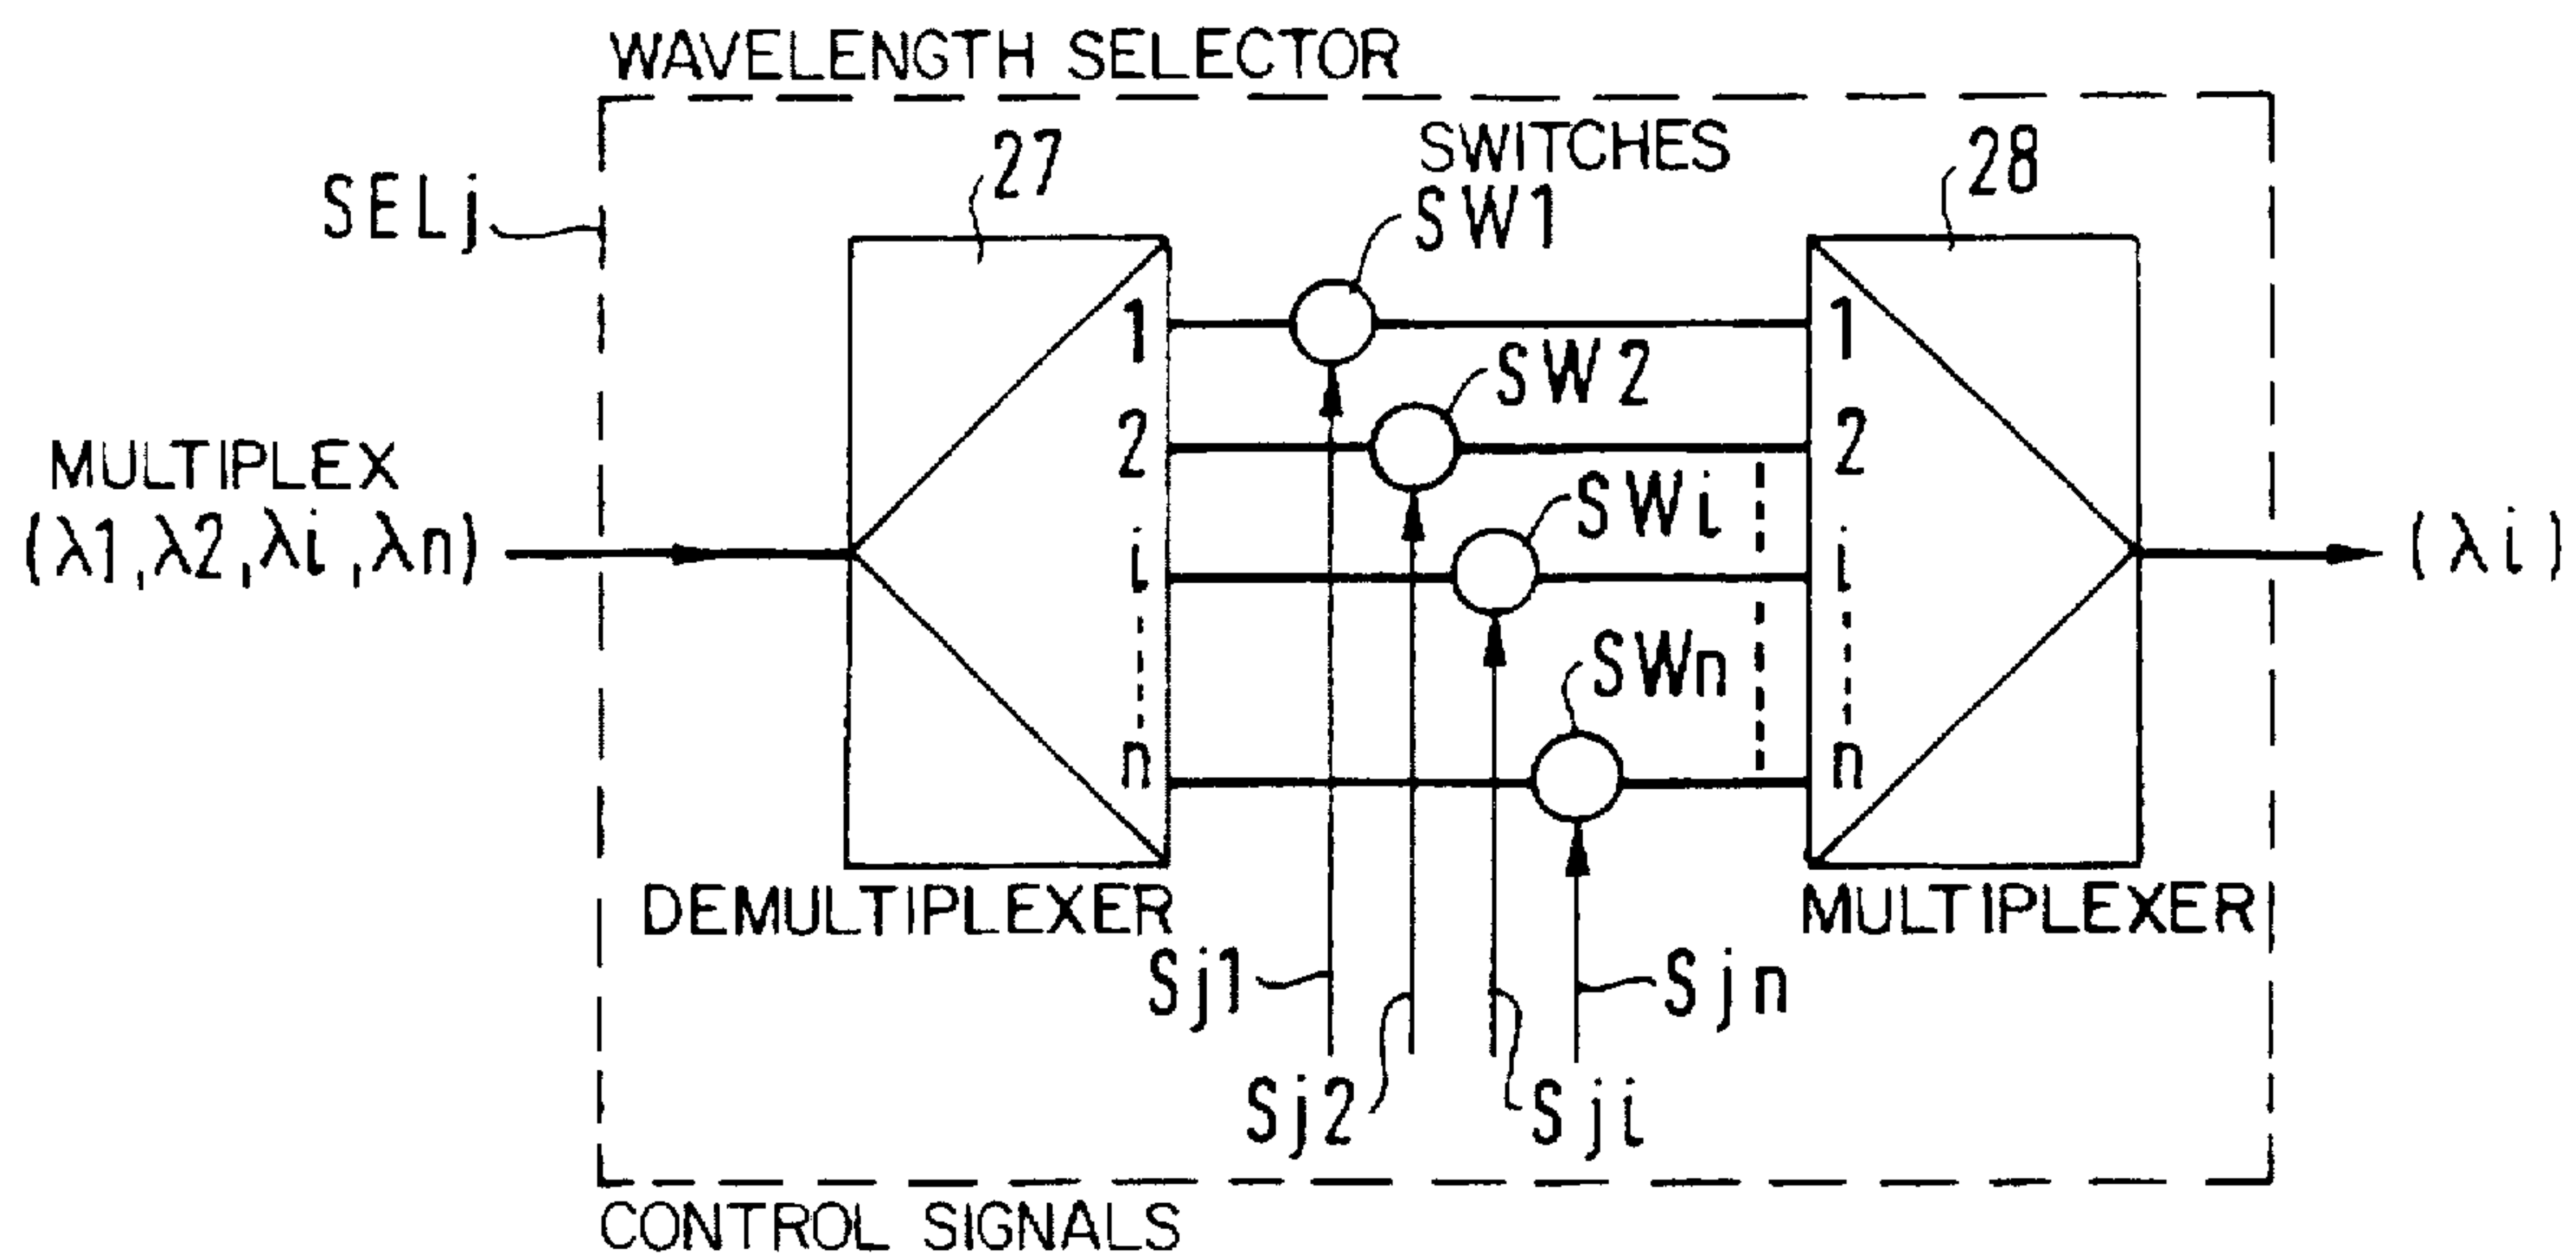 WAVELENGTH SELECTOR
SWITCHES
27
28
SELj
SW1
1
1
SW2
2
2
MULTIPLEX
(λ1,λ2,λi,λn)
SWi
i
i
(λi)
SWn
n
n
DEMULTIPLEXER
MULTIPLEXER
Sj1
Sjn
Sj2
Sji
CONTROL SIGNALS